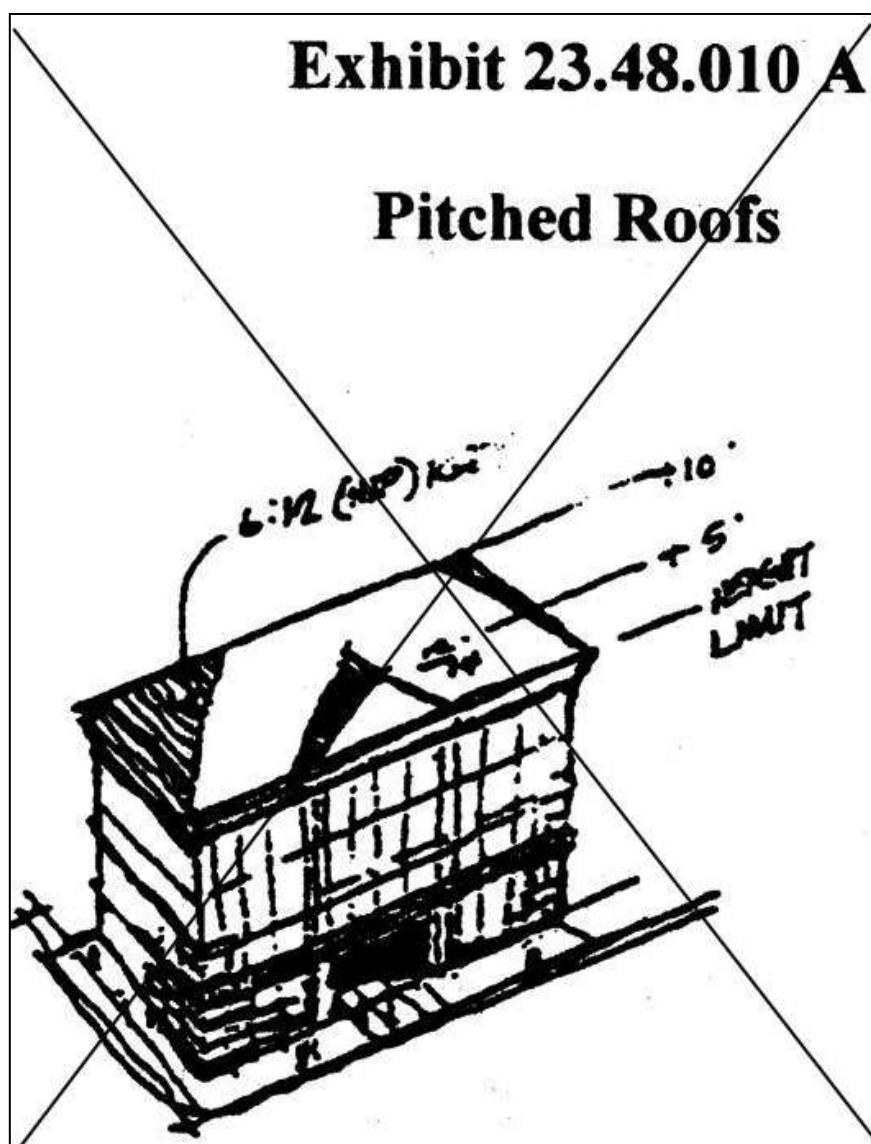 Exhibit 23.48.010 A
Pitched Roofs
6:12
10'
+ 5'
HEIGHT
LIMIT